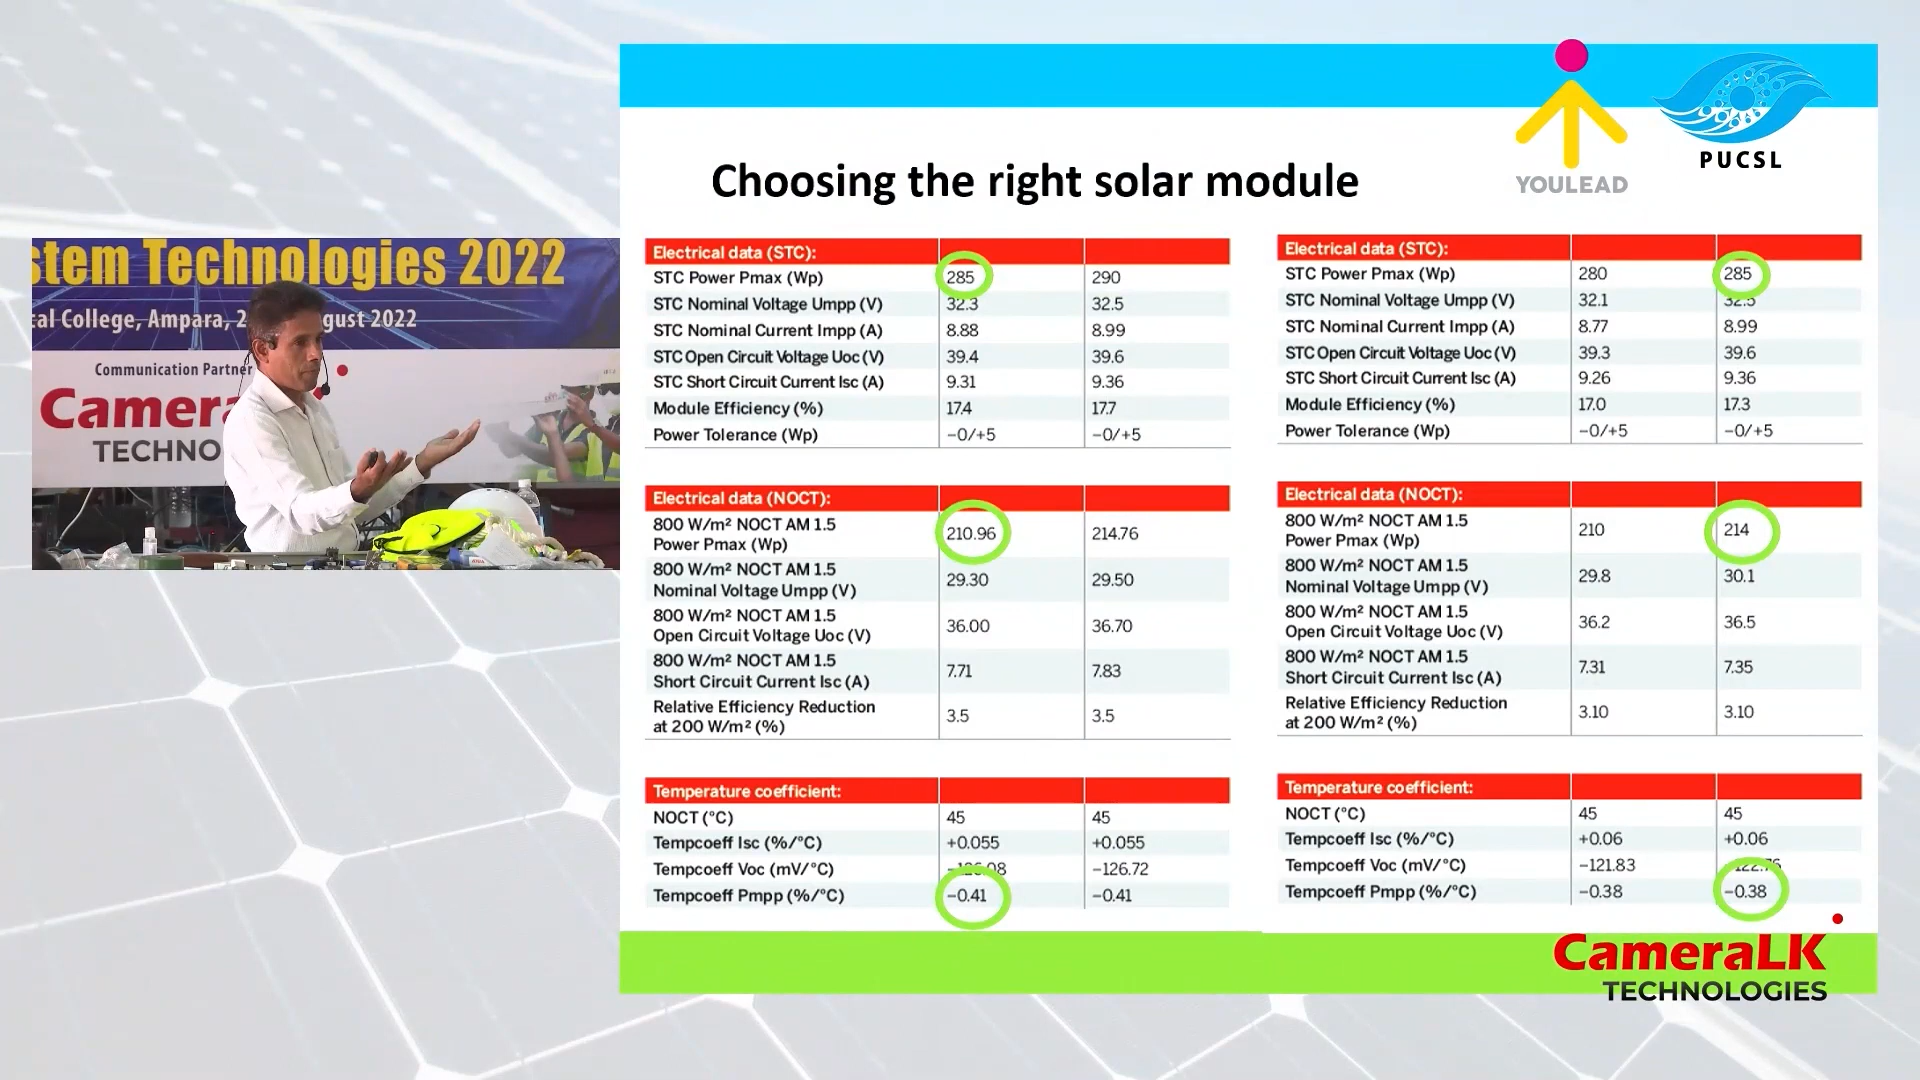 YOULEAD
PUCSL
Choosing the right solar module
stem Technologies 2022
cal College, Ampara, 2 gust 2022
Communication Partner
Camera
TECHNO
Electrical data (STC):
STC Power Pmax (Wp) 285 290
STC Nominal Voltage Umpp (V) 32.3 32.5
STC Nominal Current Impp (A) 8.88 8.99
STC Open Circuit Voltage Uoc (V) 39.4 39.6
STC Short Circuit Current Isc (A) 9.31 9.36
Module Efficiency (%) 17.4 17.7
Power Tolerance (Wp) −0/+5 −0/+5
Electrical data (NOCT):
800 W/m² NOCT AM 1.5
Power Pmax (Wp) 210.96 214.76
800 W/m² NOCT AM 1.5
Nominal Voltage Umpp (V) 29.30 29.50
800 W/m² NOCT AM 1.5
Open Circuit Voltage Uoc (V) 36.00 36.70
800 W/m² NOCT AM 1.5
Short Circuit Current Isc (A) 7.71 7.83
Relative Efficiency Reduction
at 200 W/m² (%) 3.5 3.5
Temperature coefficient:
NOCT (°C) 45 45
Tempcoeff Isc (%/°C) +0.055 +0.055
Tempcoeff Voc (mV/°C) −126.72
Tempcoeff Pmpp (%/°C) −0.41 −0.41
Electrical data (STC):
STC Power Pmax (Wp) 280 285
STC Nominal Voltage Umpp (V) 32.1 32.5
STC Nominal Current Impp (A) 8.77 8.99
STC Open Circuit Voltage Uoc (V) 39.3 39.6
STC Short Circuit Current Isc (A) 9.26 9.36
Module Efficiency (%) 17.0 17.3
Power Tolerance (Wp) −0/+5 −0/+5
Electrical data (NOCT):
800 W/m² NOCT AM 1.5
Power Pmax (Wp) 210 214
800 W/m² NOCT AM 1.5
Nominal Voltage Umpp (V) 29.8 30.1
800 W/m² NOCT AM 1.5
Open Circuit Voltage Uoc (V) 36.2 36.5
800 W/m² NOCT AM 1.5
Short Circuit Current Isc (A) 7.31 7.35
Relative Efficiency Reduction
at 200 W/m² (%) 3.10 3.10
Temperature coefficient:
NOCT (°C) 45 45
Tempcoeff Isc (%/°C) +0.06 +0.06
Tempcoeff Voc (mV/°C) −121.83
Tempcoeff Pmpp (%/°C) −0.38 −0.38
CameraLK
TECHNOLOGIES